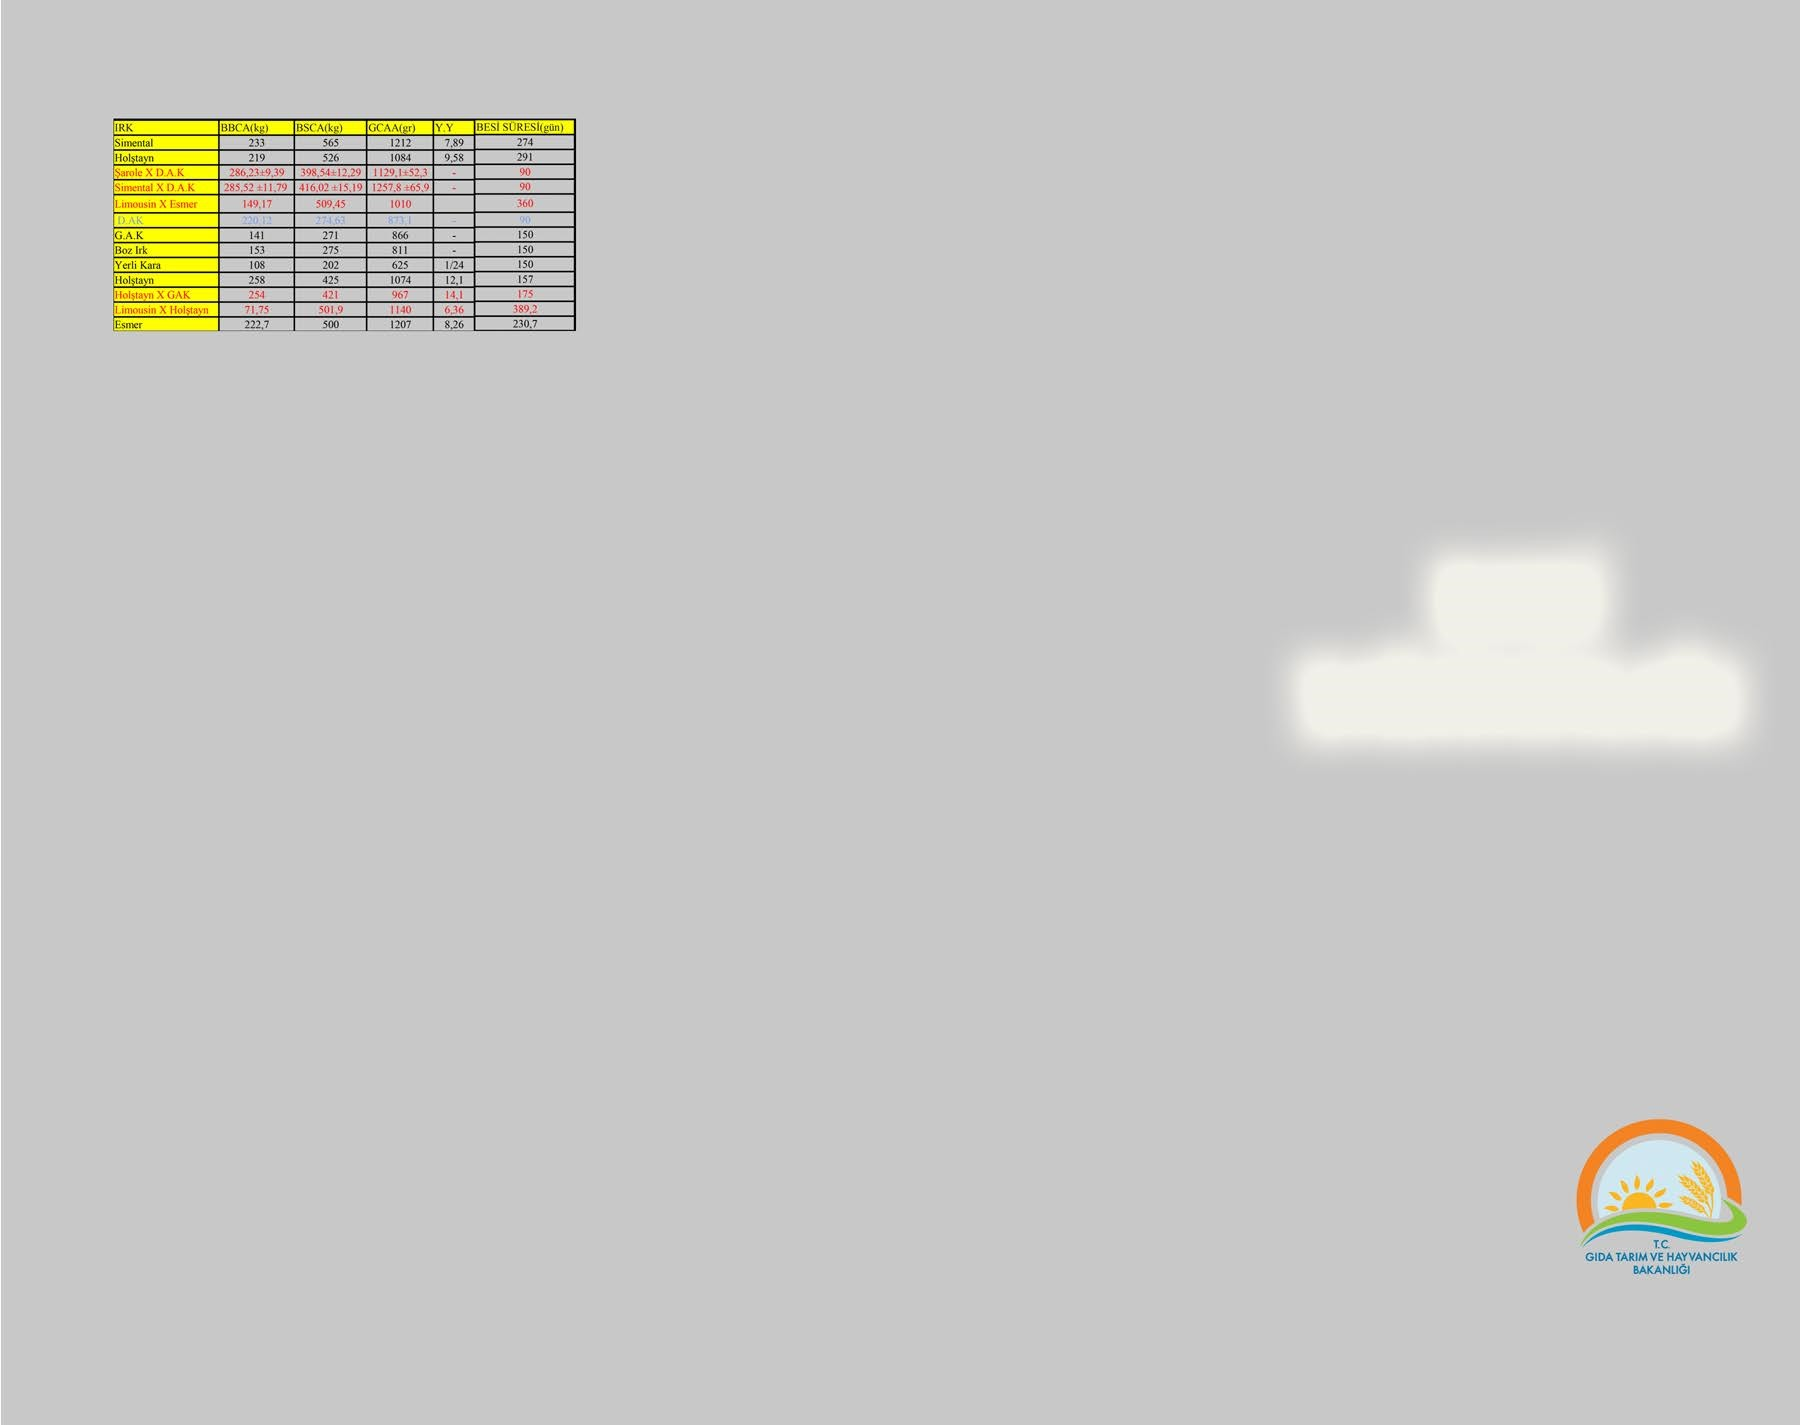 IRK BBCA(kg) BSCA(kg) GCAA(gr) Y.Y BESİ SÜRESİ(gün)
Simental 233 565 1212 7,89 274
Holştayn 219 526 1084 9,58 291
Şarole X D.A.K 286,23±9,39 398,54±12,29 1129,1±52,3 - 90
Simental X D.A.K 285,52 ±11,79 416,02 ±15,19 1257,8 ±65,9 - 90
Limousin X Esmer 149,17 509,45 1010 360
D.AK 220,12 274,63 873,1 - 90
G.A.K 141 271 866 - 150
Boz Irk 153 275 811 - 150
Yerli Kara 108 202 625 1/24 150
Holştayn 258 425 1074 12,1 157
Holştayn X GAK 254 421 967 14,1 175
Limousin X Holştayn 71,75 501,9 1140 6,36 389,2
Esmer 222,7 500 1207 8,26 230,7
T.C.
GIDA TARIM VE HAYVANCILIK
BAKANLIĞI